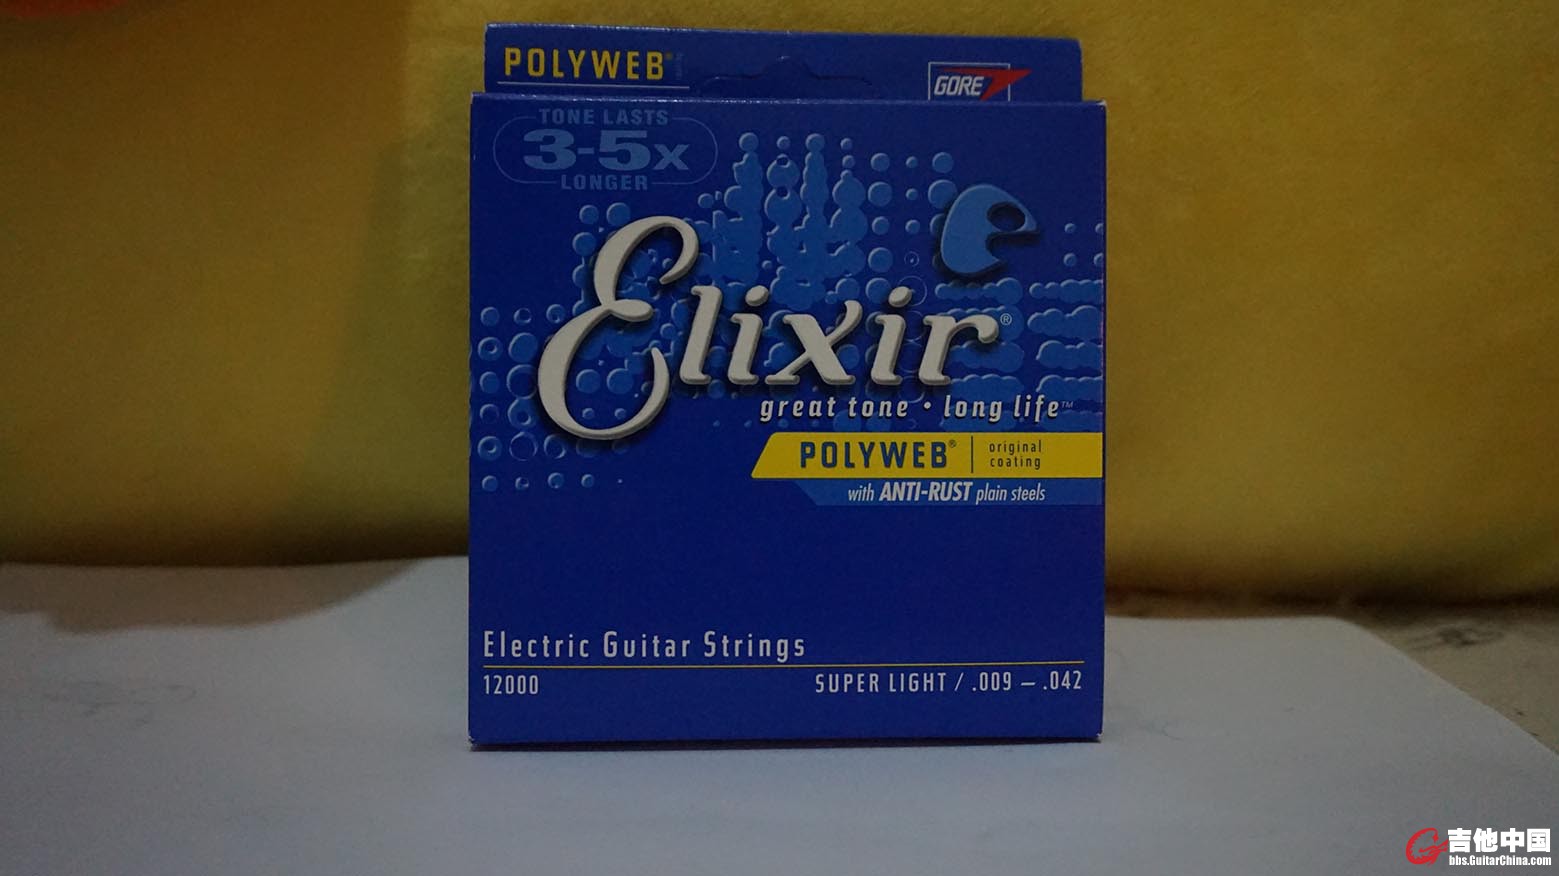 POLYWEB®
GORE
TONE LASTS
3-5x
LONGER
Elixir®
great tone • long life™
POLYWEB® | original coating
with ANTI-RUST plain steels
Electric Guitar Strings
12000
SUPER LIGHT / .009 – .042
吉他中国
bbs.GuitarChina.com